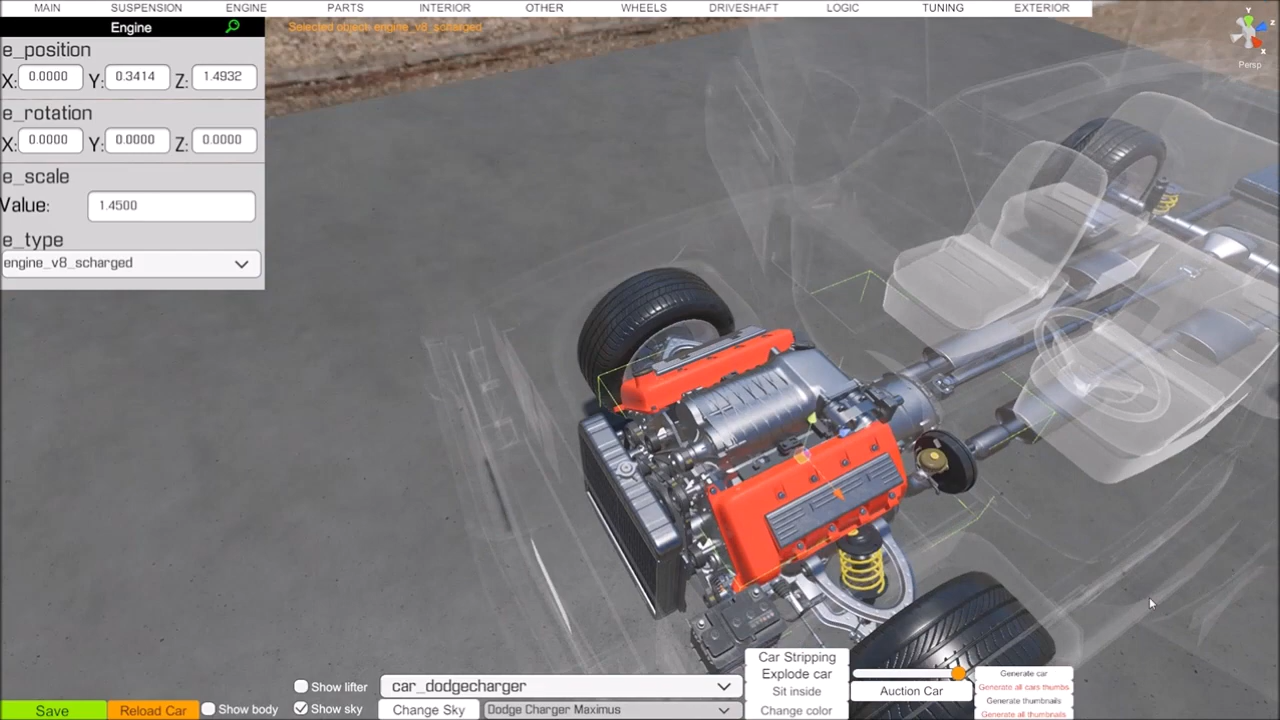 MAIN SUSPENSION ENGINE PARTS INTERIOR OTHER WHEELS DRIVESHAFT LOGIC TUNING EXTERIOR
Engine
Selected object: engine_v8_scharged
e_position
X: 0.0000 Y: 0.3414 Z: 1.4932
e_rotation
X: 0.0000 Y: 0.0000 Z: 0.0000
e_scale
Value: 1.4500
e_type
engine_v8_scharged
Y
Z
X
Persp
Show lifter
car_dodgecharger
Car Stripping
Explode car
Sit inside
Change color
Auction Car
Generate car
Generate all cars thumbs
Generate thumbnails
Generate all thumbnails
Save Reload Car Show body Show sky Change Sky Dodge Charger Maximus